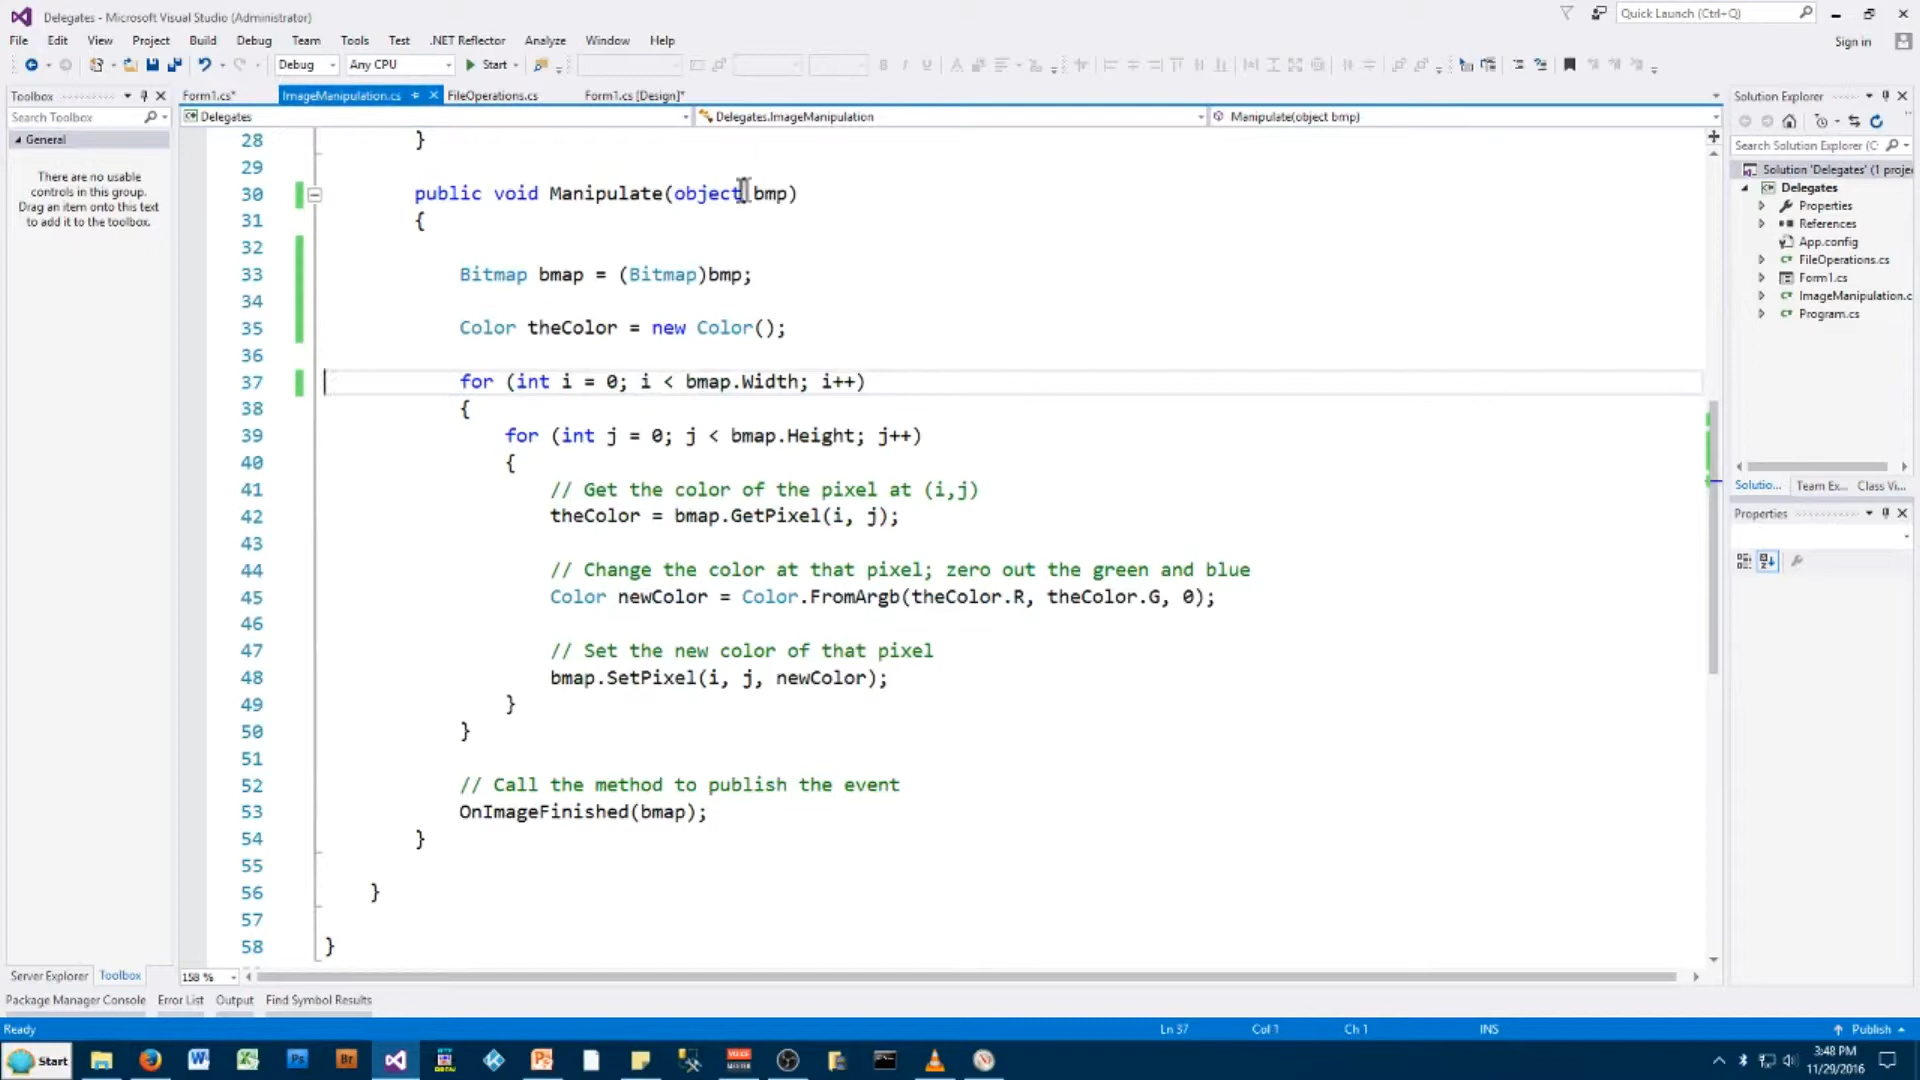 Delegates - Microsoft Visual Studio (Administrator)
Quick Launch (Ctrl+Q)
File Edit View Project Build Debug Team Tools Test .NET Reflector Analyze Window Help
Sign in
Debug Any CPU Start
Toolbox
Form1.cs* ImageManipulation.cs FileOperations.cs Form1.cs [Design]*
Solution Explorer
Search Toolbox
Delegates Delegates.ImageManipulation Manipulate(object bmp)
General
There are no usable
controls in this group.
Drag an item onto this text
to add it to the toolbox.
28 }
29
30 public void Manipulate(object bmp)
31 {
32
33 Bitmap bmap = (Bitmap)bmp;
34
35 Color theColor = new Color();
36
37 for (int i = 0; i < bmap.Width; i++)
38 {
39 for (int j = 0; j < bmap.Height; j++)
40 {
41 // Get the color of the pixel at (i,j)
42 theColor = bmap.GetPixel(i, j);
43
44 // Change the color at that pixel; zero out the green and blue
45 Color newColor = Color.FromArgb(theColor.R, theColor.G, 0);
46
47 // Set the new color of that pixel
48 bmap.SetPixel(i, j, newColor);
49 }
50 }
51
52 // Call the method to publish the event
53 OnImageFinished(bmap);
54 }
55
56 }
57
58 }
Search Solution Explorer (C
Solution 'Delegates' (1 proje
Delegates
Properties
References
App.config
FileOperations.cs
Form1.cs
ImageManipulation.c
Program.cs
Solutio... Team Ex... Class Vi...
Properties
158 %
Server Explorer Toolbox
Package Manager Console Error List Output Find Symbol Results
Ready Ln 37 Col 1 Ch 1 INS Publish
Start
W
Ps
Br
3:48 PM
11/29/2016